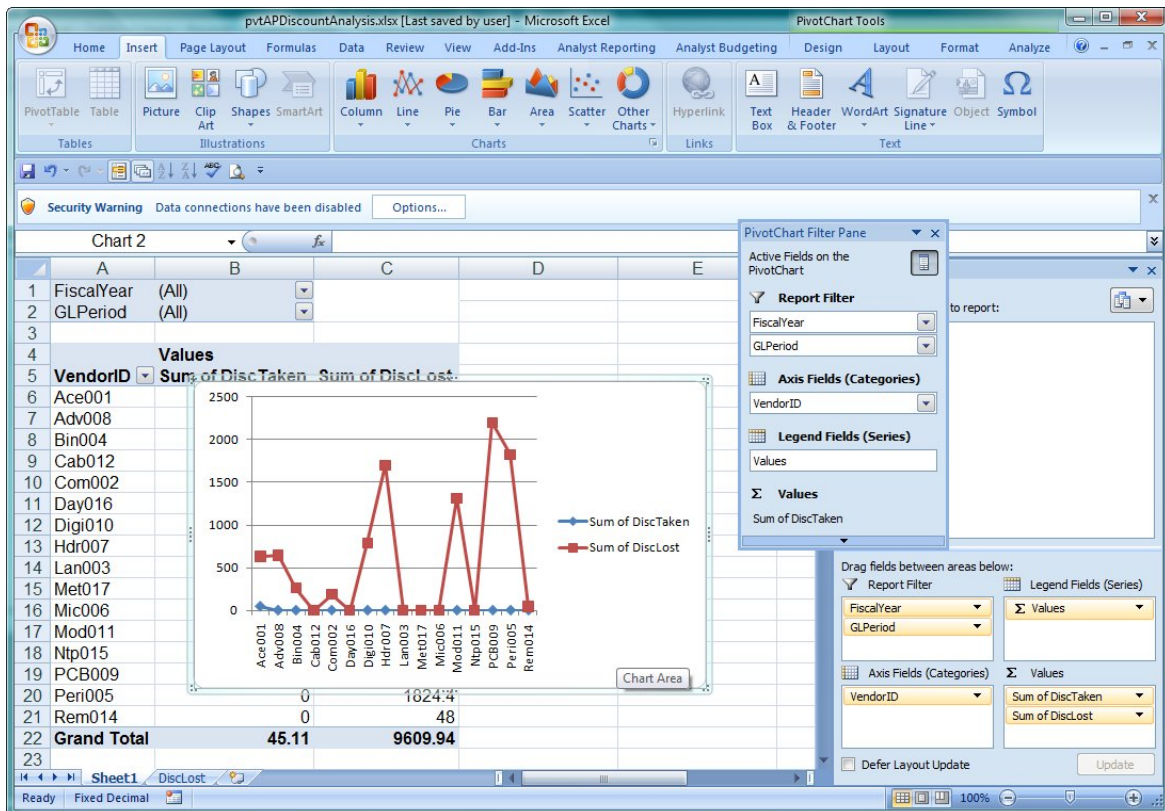 pvtAPDiscountAnalysis.xlsx [Last saved by user] - Microsoft Excel PivotChart Tools
Home Insert Page Layout Formulas Data Review View Add-Ins Analyst Reporting Analyst Budgeting Design Layout Format Analyze
PivotTable Table Picture Clip Art Shapes SmartArt Column Line Pie Bar Area Scatter Other Charts Hyperlink Text Box Header & Footer WordArt Signature Line Object Symbol
Tables Illustrations Charts Links Text
Security Warning Data connections have been disabled Options...
Chart 2 fx
A B C D E
1 FiscalYear (All)
2 GLPeriod (All)
3
4 Values
5 VendorID Sum of DiscTaken Sum of DiscLost
6 Ace001
7 Adv008
8 Bin004
9 Cab012
10 Com002
11 Day016
12 Digi010
13 Hdr007
14 Lan003
15 Met017
16 Mic006
17 Mod011
18 Ntp015
19 PCB009
20 Peri005 0 1824.4
21 Rem014 0 48
22 Grand Total 45.11 9609.94
23
2500
2000
1500
1000
500
0
Ace001 Adv008 Bin004 Cab012 Com002 Day016 Digi010 Hdr007 Lan003 Met017 Mic006 Mod011 Ntp015 PCB009 Peri005 Rem014
Sum of DiscTaken
Sum of DiscLost
Chart Area
PivotChart Filter Pane
Active Fields on the
PivotChart
Report Filter
FiscalYear
GLPeriod
Axis Fields (Categories)
VendorID
Legend Fields (Series)
Values
Σ Values
Sum of DiscTaken
to report:
Drag fields between areas below:
Report Filter Legend Fields (Series)
FiscalYear Σ Values
GLPeriod
Axis Fields (Categories) Σ Values
VendorID Sum of DiscTaken
Sum of DiscLost
Defer Layout Update Update
Sheet1 DiscLost
Ready Fixed Decimal 100%